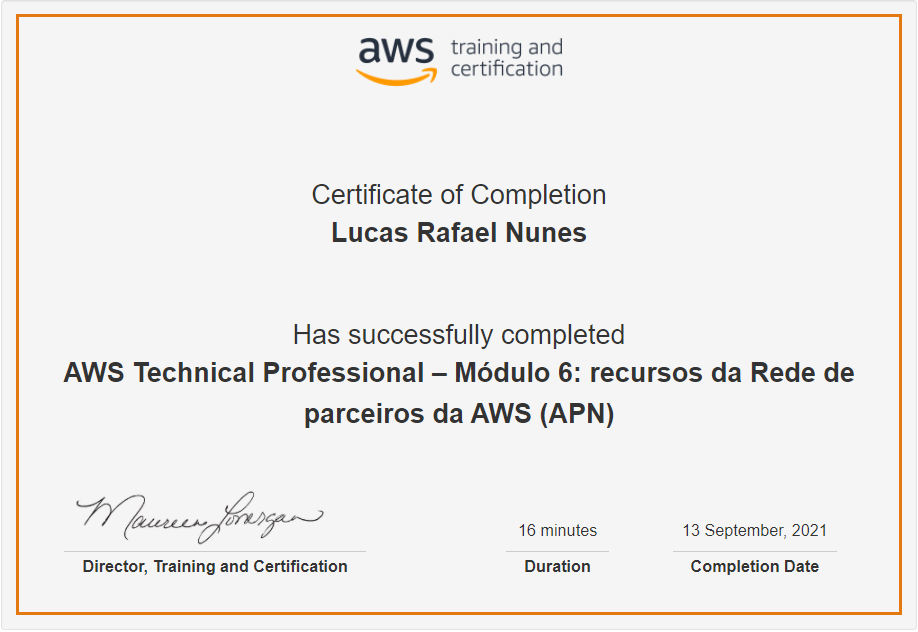 aws training and
certification
Certificate of Completion
Lucas Rafael Nunes
Has successfully completed
AWS Technical Professional – Módulo 6: recursos da Rede de
parceiros da AWS (APN)
Maureen Lonergan
16 minutes
13 September, 2021
Director, Training and Certification
Duration
Completion Date